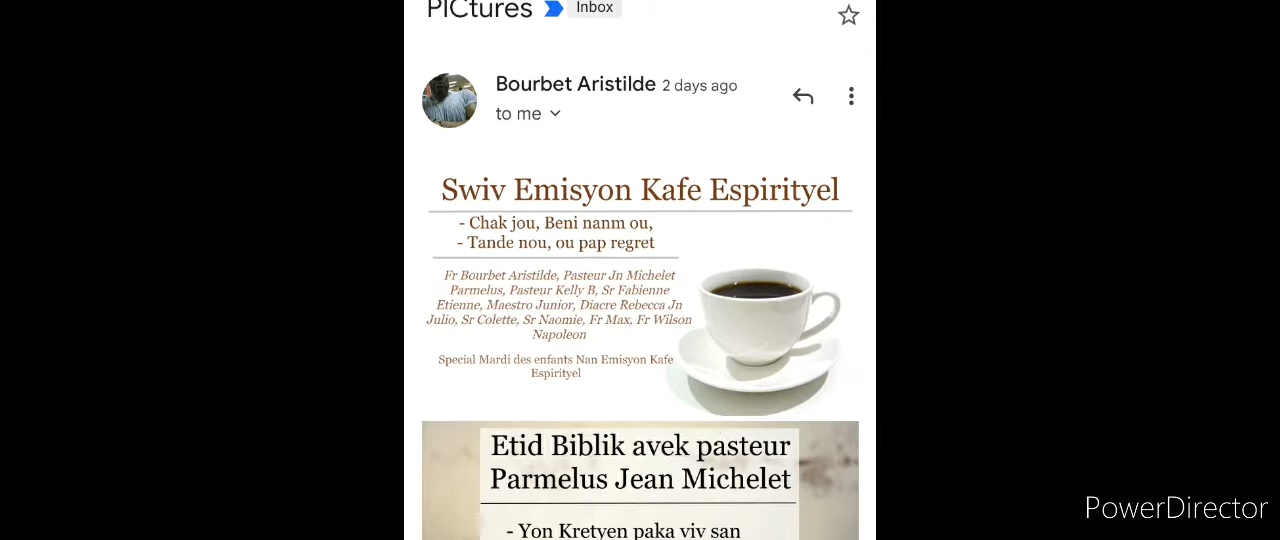 PICtures
Inbox
Bourbet Aristilde 2 days ago
to me
Swiv Emisyon Kafe Espirityel
- Chak jou, Beni nanm ou,
- Tande nou, ou pap regret
Fr Bourbet Aristilde, Pasteur Jn Michelet
Parmelus, Pasteur Kelly B, Sr Fabienne
Etienne, Maestro Junior, Diacre Rebecca Jn
Julio, Sr Colette, Sr Naomie, Fr Max, Fr Wilson
Napoleon
Special Mardi des enfants Nan Emisyon Kafe
Espirityel
Etid Biblik avek pasteur
Parmelus Jean Michelet
- Yon Kretyen paka viv san
PowerDirector